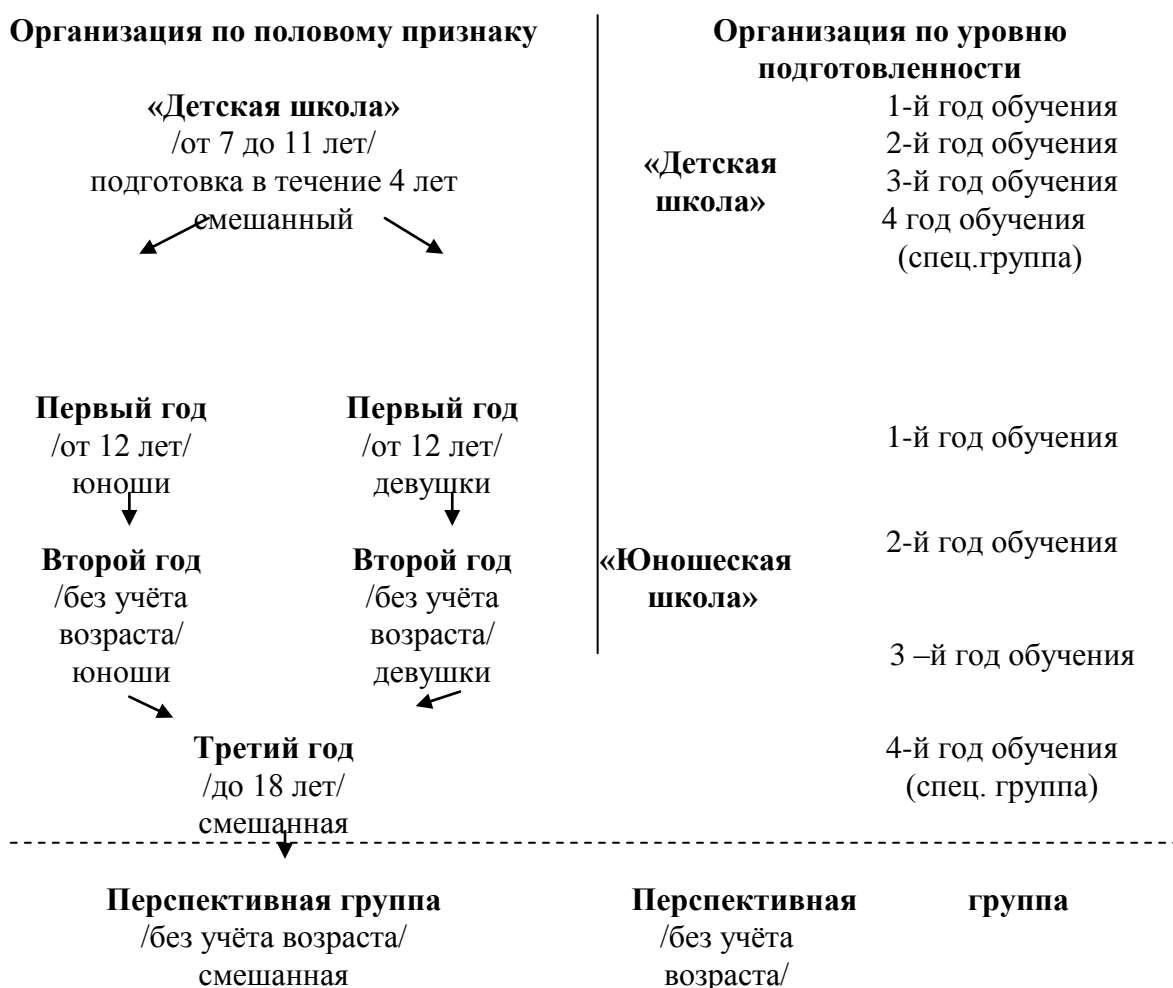 Организация по половому признаку
«Детская школа»
/от 7 до 11 лет/
подготовка в течение 4 лет
смешанный
Первый год
/от 12 лет/
юноши
Первый год
/от 12 лет/
девушки
Второй год
/без учёта
возраста/
юноши
Второй год
/без учёта
возраста/
девушки
Третий год
/до 18 лет/
смешанная
Перспективная группа
/без учёта возраста/
смешанная
Организация по уровню
подготовленности
«Детская
школа»
1-й год обучения
2-й год обучения
3-й год обучения
4 год обучения
(спец.группа)
«Юношеская
школа»
1-й год обучения
2-й год обучения
3 –й год обучения
4-й год обучения
(спец. группа)
Перспективная группа
/без учёта
возраста/